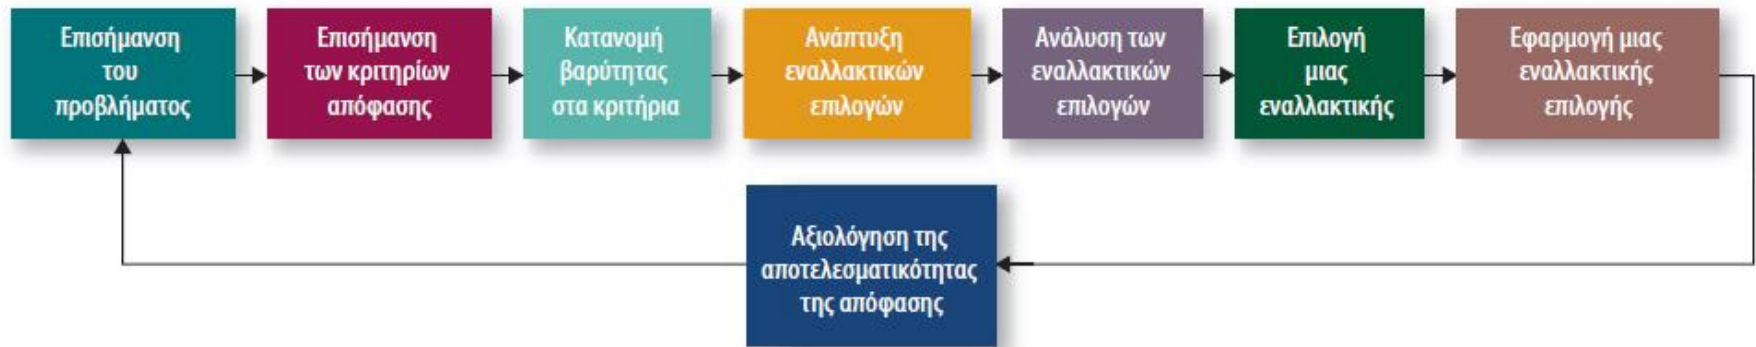 Επισήμανση
του
προβλήματος
Επισήμανση
των κριτηρίων
απόφασης
Κατανομή
βαρύτητας
στα κριτήρια
Ανάπτυξη
εναλλακτικών
επιλογών
Ανάλυση των
εναλλακτικών
επιλογών
Επιλογή
μιας
εναλλακτικής
Εφαρμογή μιας
εναλλακτικής
επιλογής
Αξιολόγηση της
αποτελεσματικότητας
της απόφασης